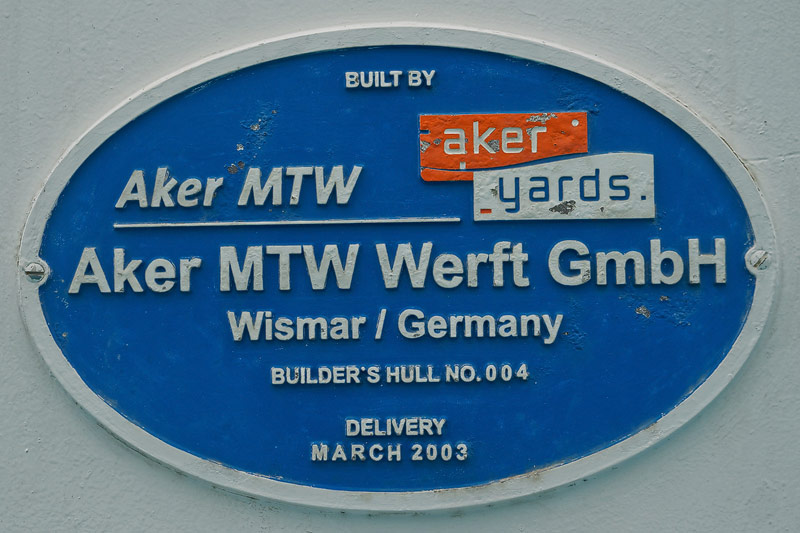 BUILT BY
aker
yards.
Aker MTW
Aker MTW Werft GmbH
Wismar / Germany
BUILDER'S HULL NO. 004
DELIVERY
MARCH 2003